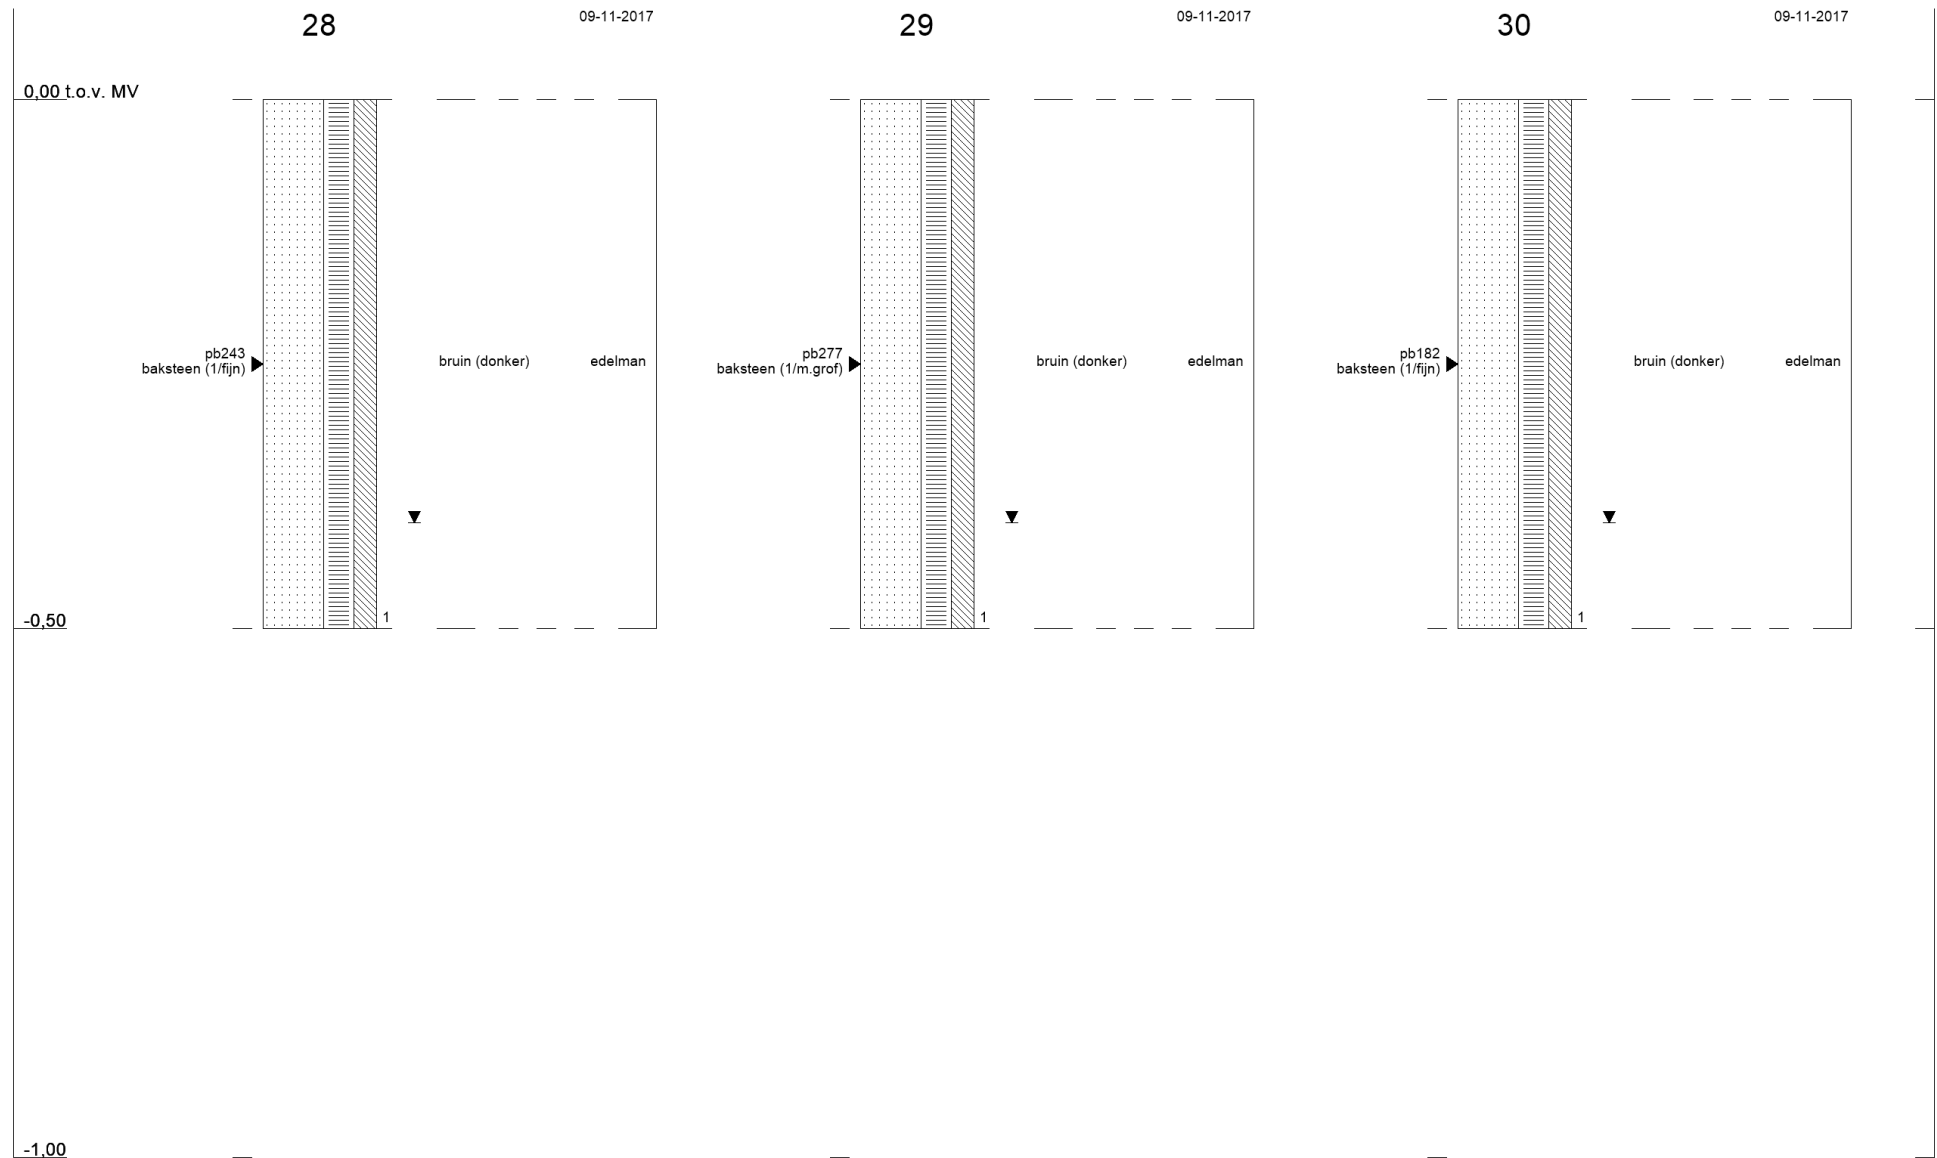 28
09-11-2017
29
09-11-2017
30
09-11-2017
0,00 t.o.v. MV
pb243
baksteen (1/fijn)
bruin (donker)
edelman
pb277
baksteen (1/m.grof)
bruin (donker)
edelman
pb182
baksteen (1/fijn)
bruin (donker)
edelman
-0,50
1
1
1
-1,00